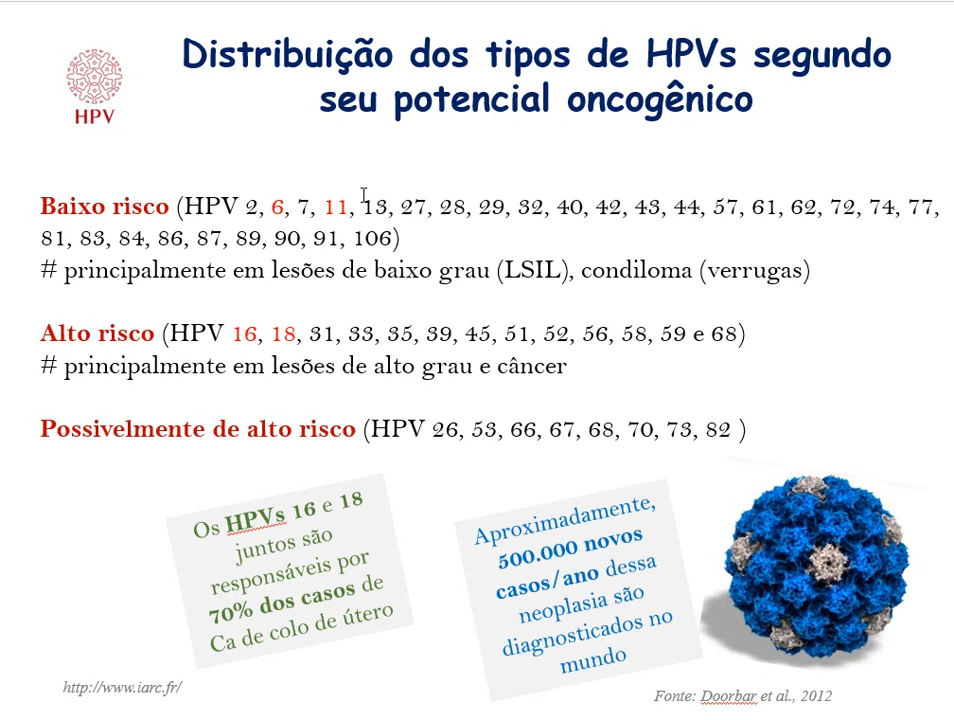 Distribuição dos tipos de HPVs segundo
seu potencial oncogênico
HPV
Baixo risco (HPV 2, 6, 7, 11, 13, 27, 28, 29, 32, 40, 42, 43, 44, 57, 61, 62, 72, 74, 77,
81, 83, 84, 86, 87, 89, 90, 91, 106)
# principalmente em lesões de baixo grau (LSIL), condiloma (verrugas)
Alto risco (HPV 16, 18, 31, 33, 35, 39, 45, 51, 52, 56, 58, 59 e 68)
# principalmente em lesões de alto grau e câncer
Possivelmente de alto risco (HPV 26, 53, 66, 67, 68, 70, 73, 82 )
Os HPVs 16 e 18
juntos são
responsáveis por
70% dos casos de
Ca de colo de útero
Aproximadamente,
500.000 novos
casos/ano dessa
neoplasia são
diagnosticados no
mundo
http://www.iarc.fr/
Fonte: Doorbar et al., 2012